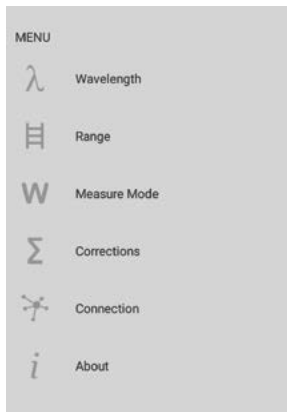 MENU
λ Wavelength
Range
W Measure Mode
Σ Corrections
Connection
i About